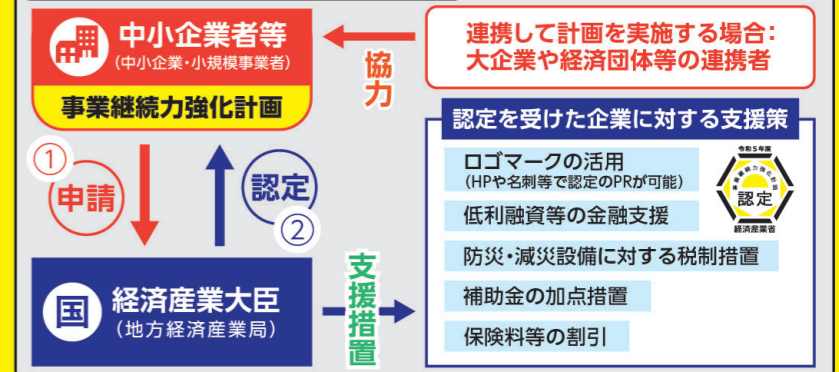 中小企業者等
(中小企業・小規模事業者)
事業継続力強化計画
協力
連携して計画を実施する場合:
大企業や経済団体等の連携者
①
申請
認定
②
国
経済産業大臣
(地方経済産業局)
支援措置
認定を受けた企業に対する支援策
ロゴマークの活用
(HPや名刺等で認定のPRが可能)
低利融資等の金融支援
防災・減災設備に対する税制措置
補助金の加点措置
保険料等の割引
令和5年度
事業継続力強化計画
認定
経済産業省